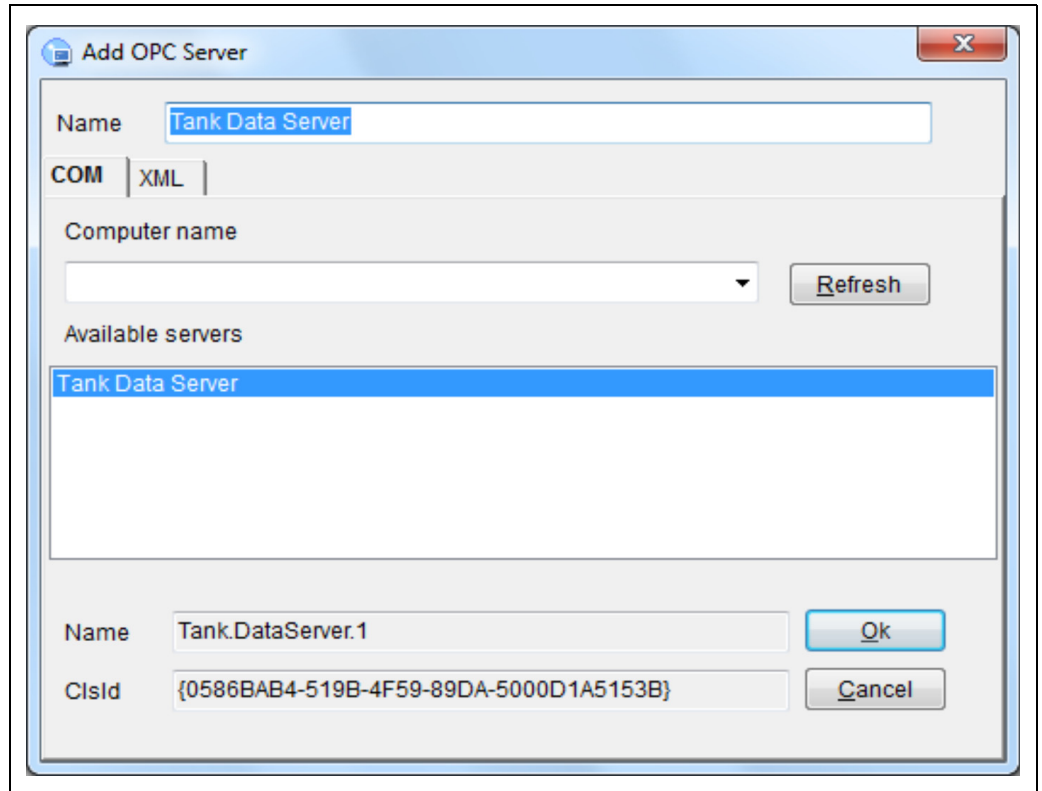 Add OPC Server
Name Tank Data Server
COM XML
Computer name
Refresh
Available servers
Tank Data Server
Name Tank.DataServer.1 Ok
ClsId {0586BAB4-519B-4F59-89DA-5000D1A5153B} Cancel